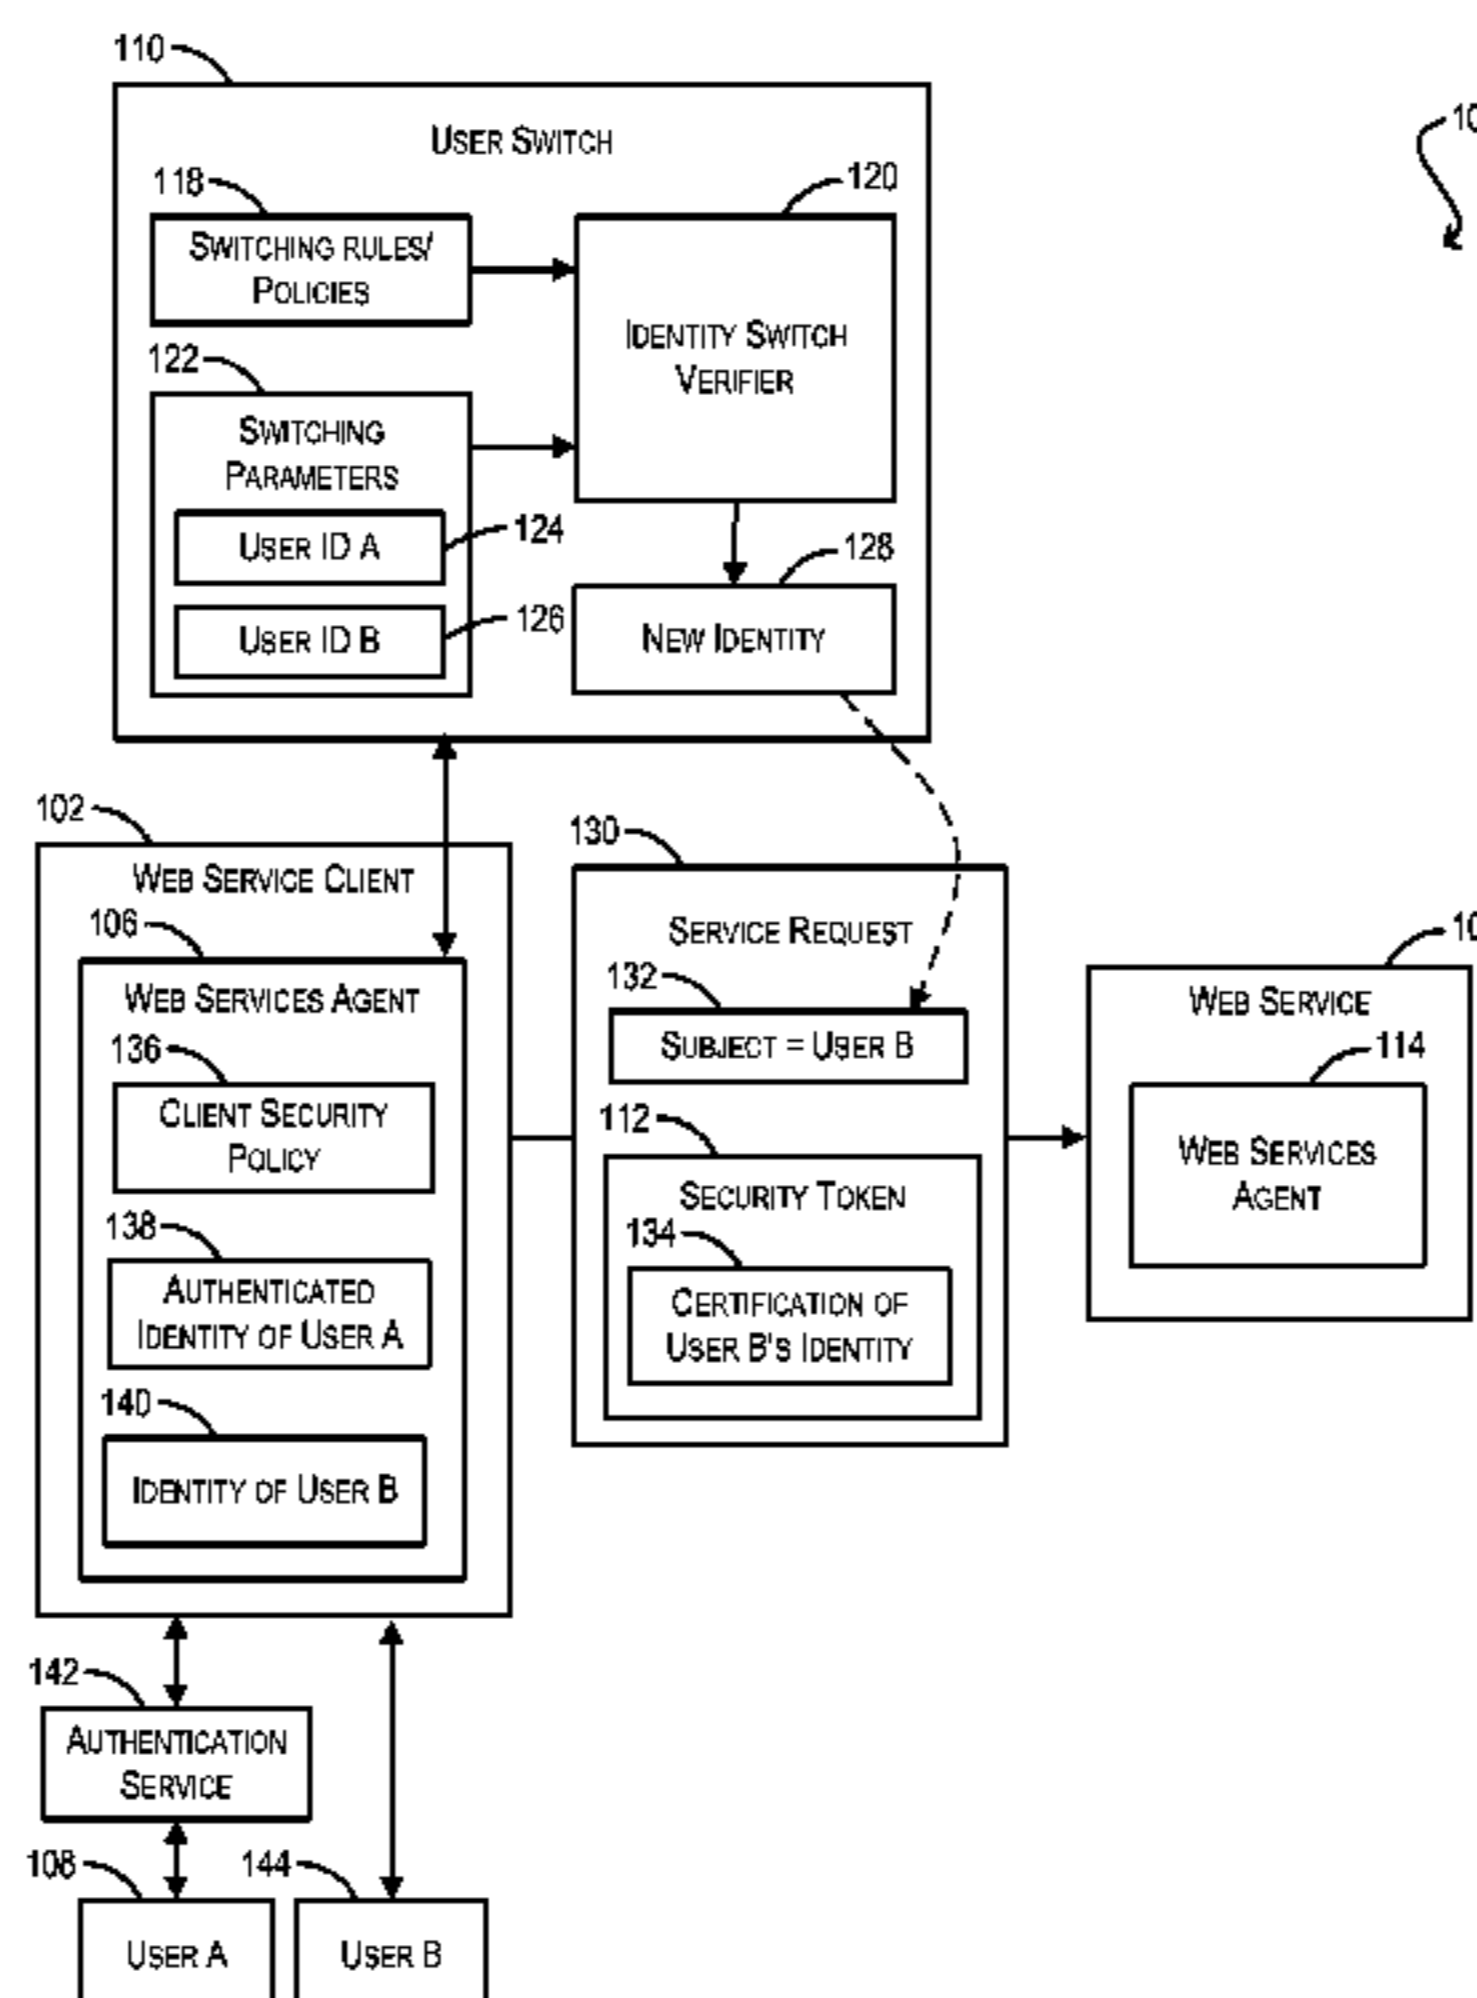 110
USER SWITCH
118
120
SWITCHING RULES/
POLICIES
IDENTITY SWITCH
VERIFIER
122
SWITCHING
PARAMETERS
USER ID A
124
USER ID B
126
128
NEW IDENTITY
102
WEB SERVICE CLIENT
106
WEB SERVICES AGENT
136
CLIENT SECURITY
POLICY
138
AUTHENTICATED
IDENTITY OF USER A
140
IDENTITY OF USER B
130
SERVICE REQUEST
132
SUBJECT = USER B
112
SECURITY TOKEN
134
CERTIFICATION OF
USER B'S IDENTITY
WEB SERVICE
114
WEB SERVICES
AGENT
142
AUTHENTICATION
SERVICE
108
144
USER A
USER B